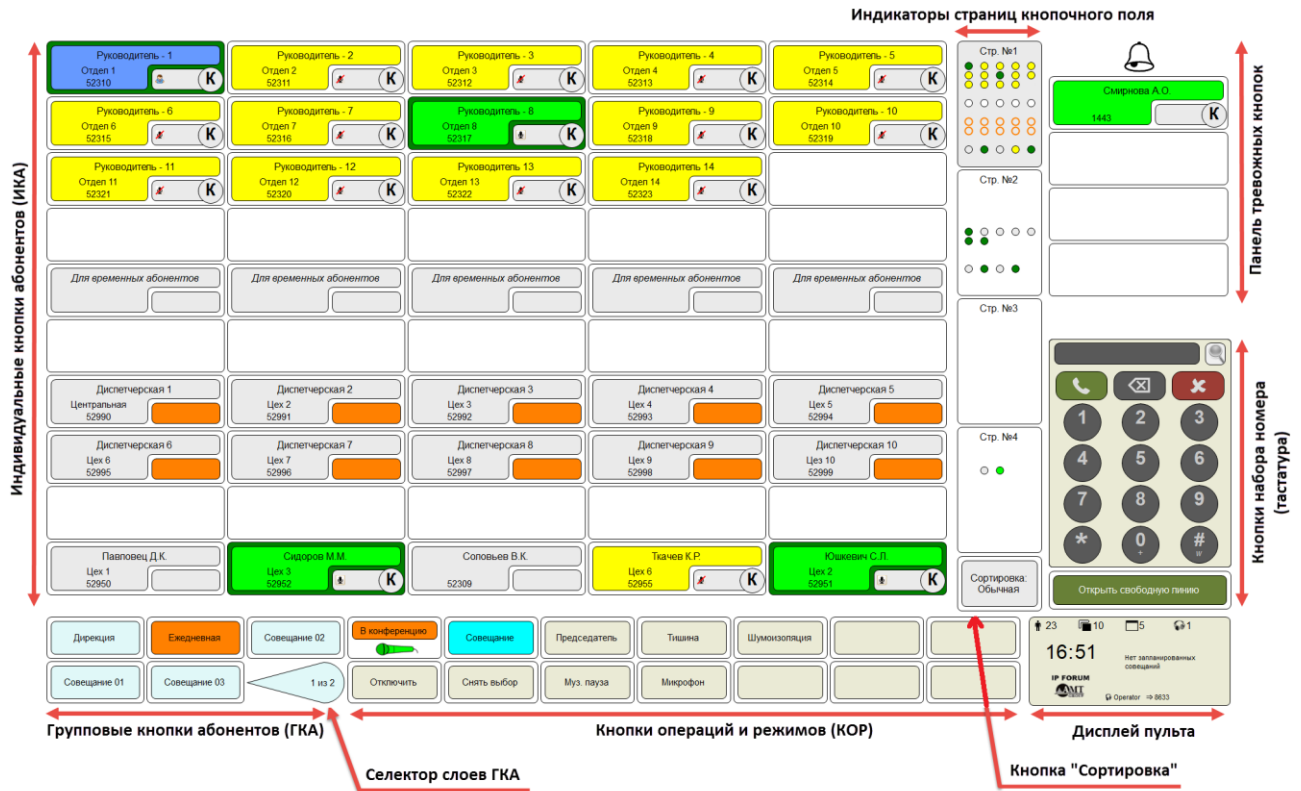 Индикаторы страниц кнопочного поля
Руководитель - 1
Отдел 1
52310
К
Руководитель - 2
Отдел 2
52311
К
Руководитель - 3
Отдел 3
52312
К
Руководитель - 4
Отдел 4
52313
К
Руководитель - 5
Отдел 5
52314
К
Руководитель - 6
Отдел 6
52315
К
Руководитель - 7
Отдел 7
52316
К
Руководитель - 8
Отдел 8
52317
К
Руководитель - 9
Отдел 9
52318
К
Руководитель - 10
Отдел 10
52319
К
Руководитель - 11
Отдел 11
52321
К
Руководитель - 12
Отдел 12
52320
К
Руководитель 13
Отдел 13
52322
К
Руководитель 14
Отдел 14
52323
К
Для временных абонентов
Для временных абонентов
Для временных абонентов
Для временных абонентов
Для временных абонентов
Диспетчерская 1
Центральная
52990
Диспетчерская 2
Цех 2
52991
Диспетчерская 3
Цех 3
52992
Диспетчерская 4
Цех 4
52993
Диспетчерская 5
Цех 5
52994
Диспетчерская 6
Цех 6
52995
Диспетчерская 7
Цех 7
52996
Диспетчерская 8
Цех 8
52997
Диспетчерская 9
Цех 9
52998
Диспетчерская 10
Цез 10
52999
Павловец Д.К.
Цех 1
52950
Сидоров М.М.
Цех 3
52952
К
Соловьев В.К.
52309
Ткачев К.Р.
Цех 6
52955
К
Юшкевич С.Л.
Цех 2
52951
К
Индивидуальные кнопки абонентов (ИКА)
Стр. №1
Стр. №2
Стр. №3
Стр. №4
Сортировка:
Обычная
Смирнова А.О.
1443
К
Панель тревожных кнопок
1
2
3
4
5
6
7
8
9
*
0
+
#
w
Открыть свободную линию
Кнопки набора номера
(тастатура)
Дирекция
Ежедневная
Совещание 02
Совещание 01
Совещание 03
1 из 2
В конференцию
Совещание
Председатель
Тишина
Шумоизоляция
Отключить
Снять выбор
Муз. пауза
Микрофон
23
10
5
1
16:51
Нет запланированных
совещаний
IP FORUM
AMT
Operator ⇒ 8633
Групповые кнопки абонентов (ГКА)
Кнопки операций и режимов (КОР)
Дисплей пульта
Селектор слоев ГКА
Кнопка "Сортировка"